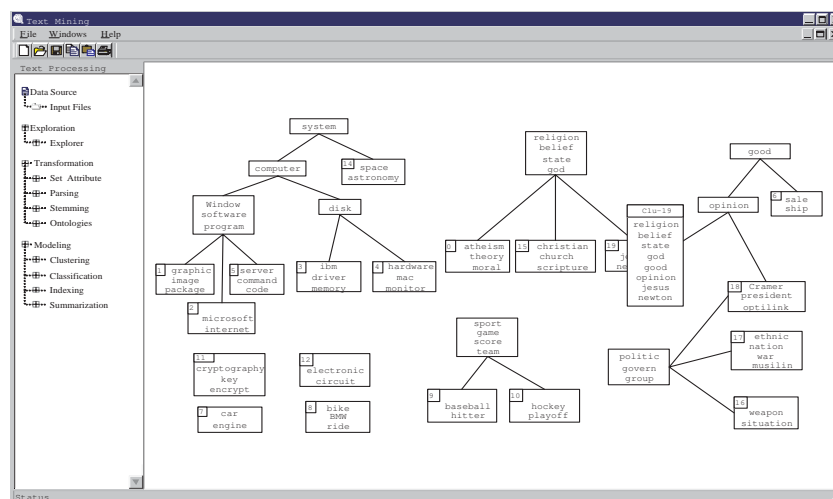 Text Mining
File Windows Help
Text Processing
Data Source
Input Files
Exploration
Explorer
Transformation
Set Attribute
Parsing
Stemming
Ontologies
Modeling
Clustering
Classification
Indexing
Summarization
system
computer
14 space
astronomy
Window
software
program
disk
1 graphic
image
package
5 server
command
code
2
microsoft
internet
3 ibm
driver
memory
4 hardware
mac
monitor
religion
belief
state
god
0 atheism
theory
moral
15 christian
church
scripture
19
je
ne
Clu-19
religion
belief
state
god
good
opinion
jesus
newton
good
opinion
6 sale
ship
18 Cramer
president
optilink
17 ethnic
nation
war
musilin
16
weapon
situation
politic
govern
group
sport
game
score
team
9
baseball
hitter
10 hockey
playoff
11
cryptography
key
encrypt
12
electronic
circuit
7 car
engine
8 bike
BMW
ride
Status